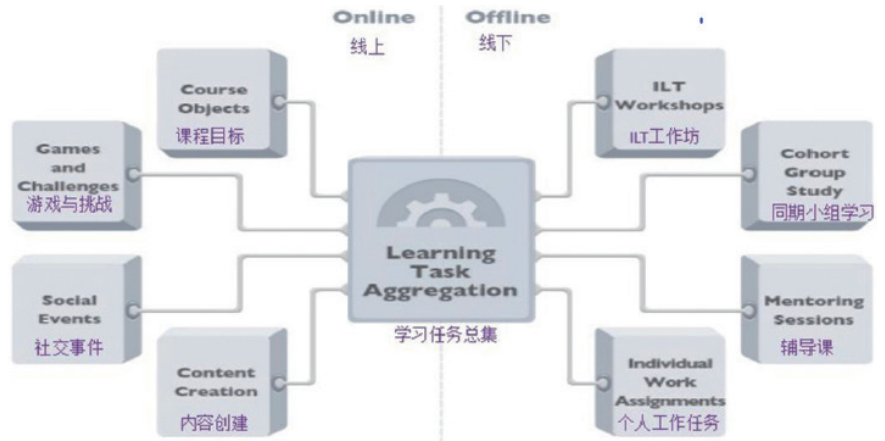 Online
线上
Offline
线下
Course
Objects
课程目标
Games
and
Challenges
游戏与挑战
Social
Events
社交事件
Content
Creation
内容创建
Learning
Task
Aggregation
学习任务总集
ILT
Workshops
ILT工作坊
Cohort
Group
Study
同期小组学习
Mentoring
Sessions
辅导课
Individual
Work
Assignments
个人工作任务